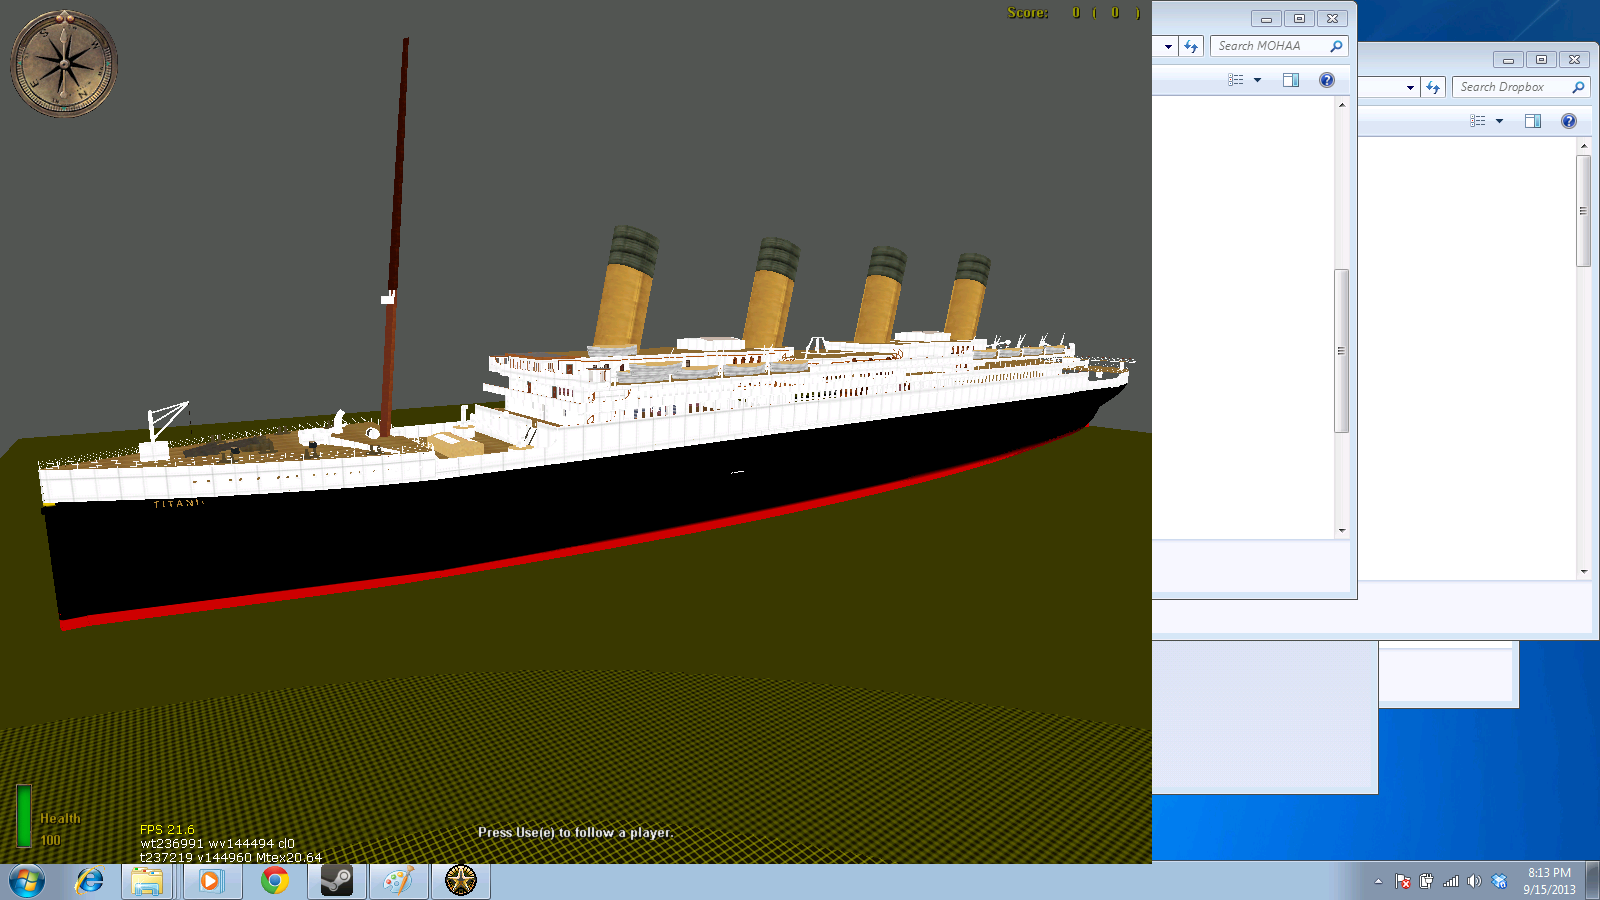 Score: 0 ( 0 )
Search MOHAA
Search Dropbox
TITANIC
Health
100
FPS 21.6
wt236991 wv144494 cl0
t237219 v144960 Mtex20.64
Press Use(e) to follow a player.
8:13 PM
9/15/2013